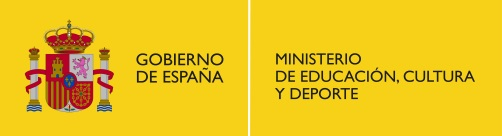 GOBIERNO
DE ESPAÑA
MINISTERIO
DE EDUCACIÓN, CULTURA
Y DEPORTE